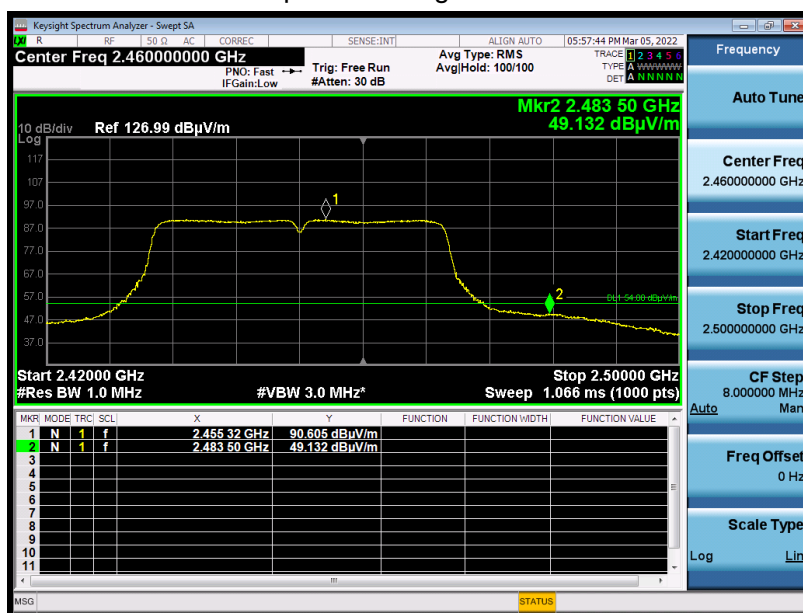 Keysight Spectrum Analyzer - Swept SA
LXI R RF 50 Ω AC CORREC SENSE:INT ALIGN AUTO 05:57:44 PM Mar 05, 2022
Center Freq 2.460000000 GHz
PNO: Fast
IFGain:Low
Trig: Free Run
#Atten: 30 dB
Avg Type: RMS
Avg|Hold: 100/100
TRACE 1 2 3 4 5 6
TYPE A WWWWW
DET A N N N N N
Mkr2 2.483 50 GHz
49.132 dBµV/m
10 dB/div Ref 126.99 dBµV/m
Log
117
107
97.0
87.0
77.0
67.0
57.0
47.0
37.0
1
2
DL1 54.00 dBµV/m
Start 2.42000 GHz Stop 2.50000 GHz
#Res BW 1.0 MHz #VBW 3.0 MHz* Sweep 1.066 ms (1000 pts)
MKR MODE TRC SCL X Y FUNCTION FUNCTION WIDTH FUNCTION VALUE
1 N 1 f 2.455 32 GHz 90.605 dBµV/m
2 N 1 f 2.483 50 GHz 49.132 dBµV/m
3
4
5
6
7
8
9
10
11
MSG STATUS
Frequency
Auto Tune
Center Freq
2.460000000 GHz
Start Freq
2.420000000 GHz
Stop Freq
2.500000000 GHz
CF Step
8.000000 MHz
Auto Man
Freq Offset
0 Hz
Scale Type
Log Lin